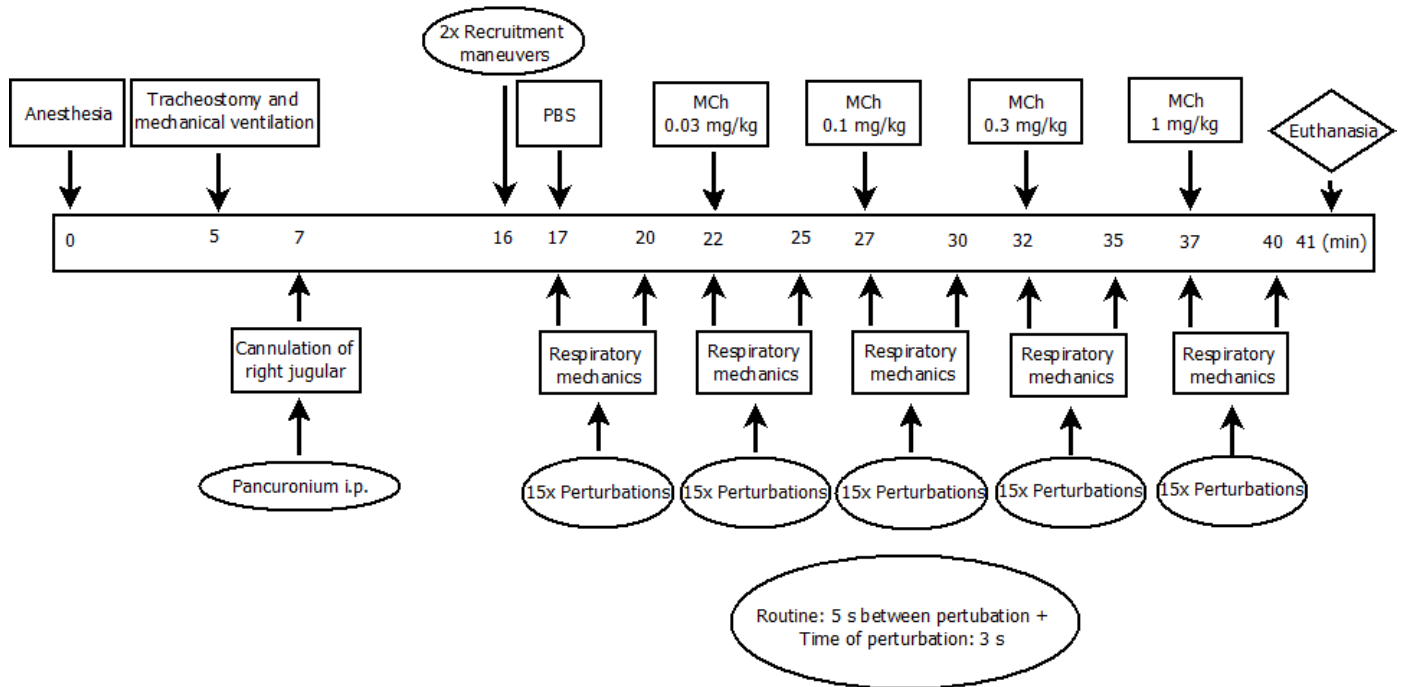 2x Recruitment
maneuvers
Anesthesia
Tracheostomy and
mechanical ventilation
PBS
MCh
0.03 mg/kg
MCh
0.1 mg/kg
MCh
0.3 mg/kg
MCh
1 mg/kg
Euthanasia
0 5 7 16 17 20 22 25 27 30 32 35 37 40 41 (min)
Cannulation of
right jugular
Respiratory
mechanics
Respiratory
mechanics
Respiratory
mechanics
Respiratory
mechanics
Respiratory
mechanics
Pancuronium i.p.
15x Perturbations
15x Perturbations
15x Perturbations
15x Perturbations
15x Perturbations
Routine: 5 s between pertubation +
Time of perturbation: 3 s